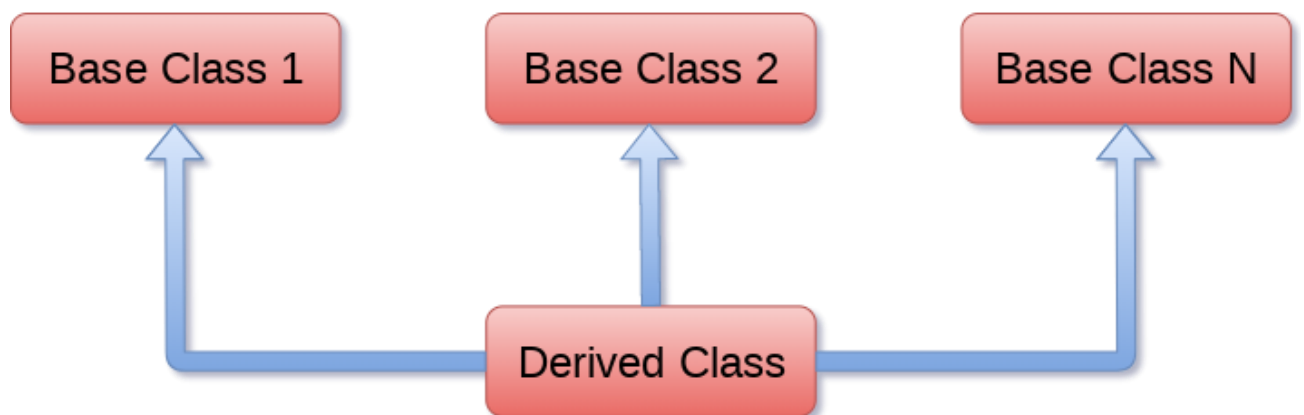 Base Class 1
Base Class 2
Base Class N
Derived Class